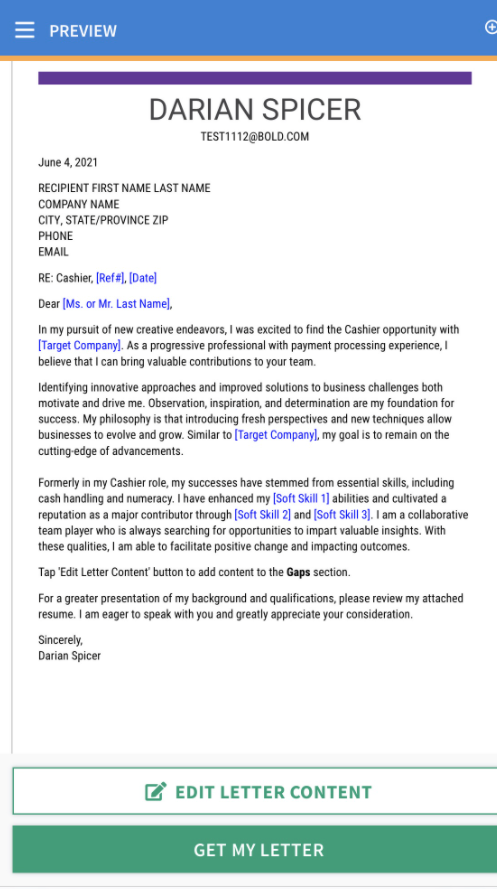 PREVIEW
DARIAN SPICER
TEST1112@BOLD.COM
June 4, 2021
RECIPIENT FIRST NAME LAST NAME
COMPANY NAME
CITY, STATE/PROVINCE ZIP
PHONE
EMAIL
RE: Cashier, [Ref#], [Date]
Dear [Ms. or Mr. Last Name],
In my pursuit of new creative endeavors, I was excited to find the Cashier opportunity with
[Target Company]. As a progressive professional with payment processing experience, I
believe that I can bring valuable contributions to your team.
Identifying innovative approaches and improved solutions to business challenges both
motivate and drive me. Observation, inspiration, and determination are my foundation for
success. My philosophy is that introducing fresh perspectives and new techniques allow
businesses to evolve and grow. Similar to [Target Company], my goal is to remain on the
cutting-edge of advancements.
Formerly in my Cashier role, my successes have stemmed from essential skills, including
cash handling and numeracy. I have enhanced my [Soft Skill 1] abilities and cultivated a
reputation as a major contributor through [Soft Skill 2] and [Soft Skill 3]. I am a collaborative
team player who is always searching for opportunities to impart valuable insights. With
these qualities, I am able to facilitate positive change and impacting outcomes.
Tap 'Edit Letter Content' button to add content to the Gaps section.
For a greater presentation of my background and qualifications, please review my attached
resume. I am eager to speak with you and greatly appreciate your consideration.
Sincerely,
Darian Spicer
EDIT LETTER CONTENT
GET MY LETTER